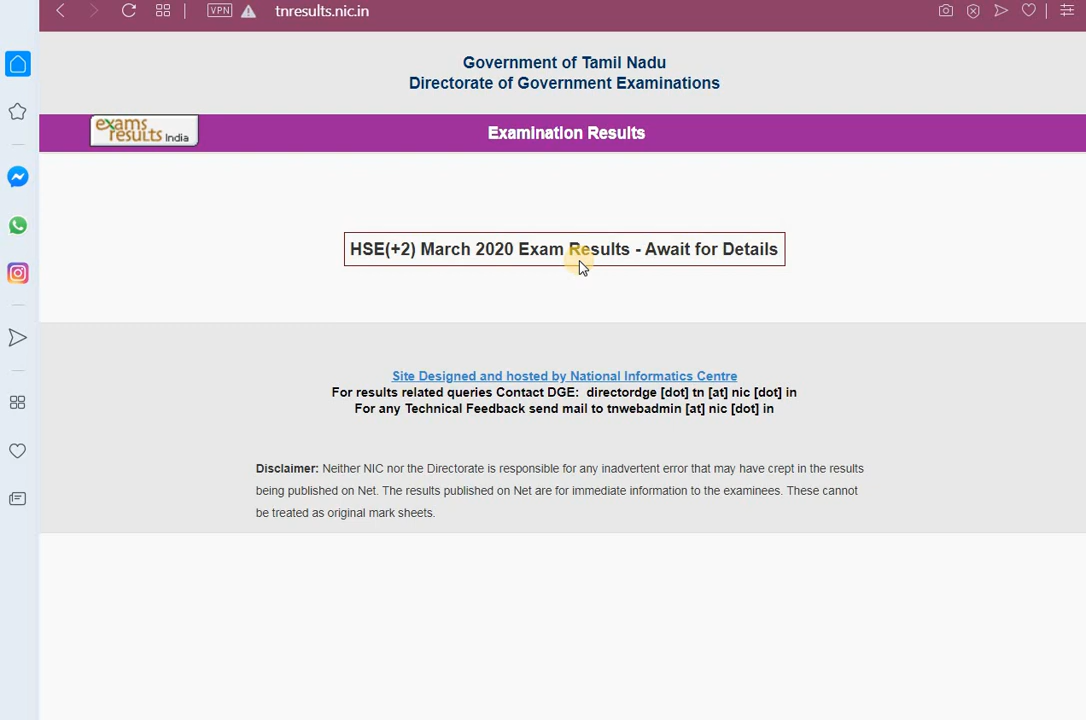 VPN tnresults.nic.in
Government of Tamil Nadu
Directorate of Government Examinations
exams
results India
Examination Results
HSE(+2) March 2020 Exam Results - Await for Details
Site Designed and hosted by National Informatics Centre
For results related queries Contact DGE: directordge [dot] tn [at] nic [dot] in
For any Technical Feedback send mail to tnwebadmin [at] nic [dot] in
Disclaimer: Neither NIC nor the Directorate is responsible for any inadvertent error that may have crept in the results
being published on Net. The results published on Net are for immediate information to the examinees. These cannot
be treated as original mark sheets.